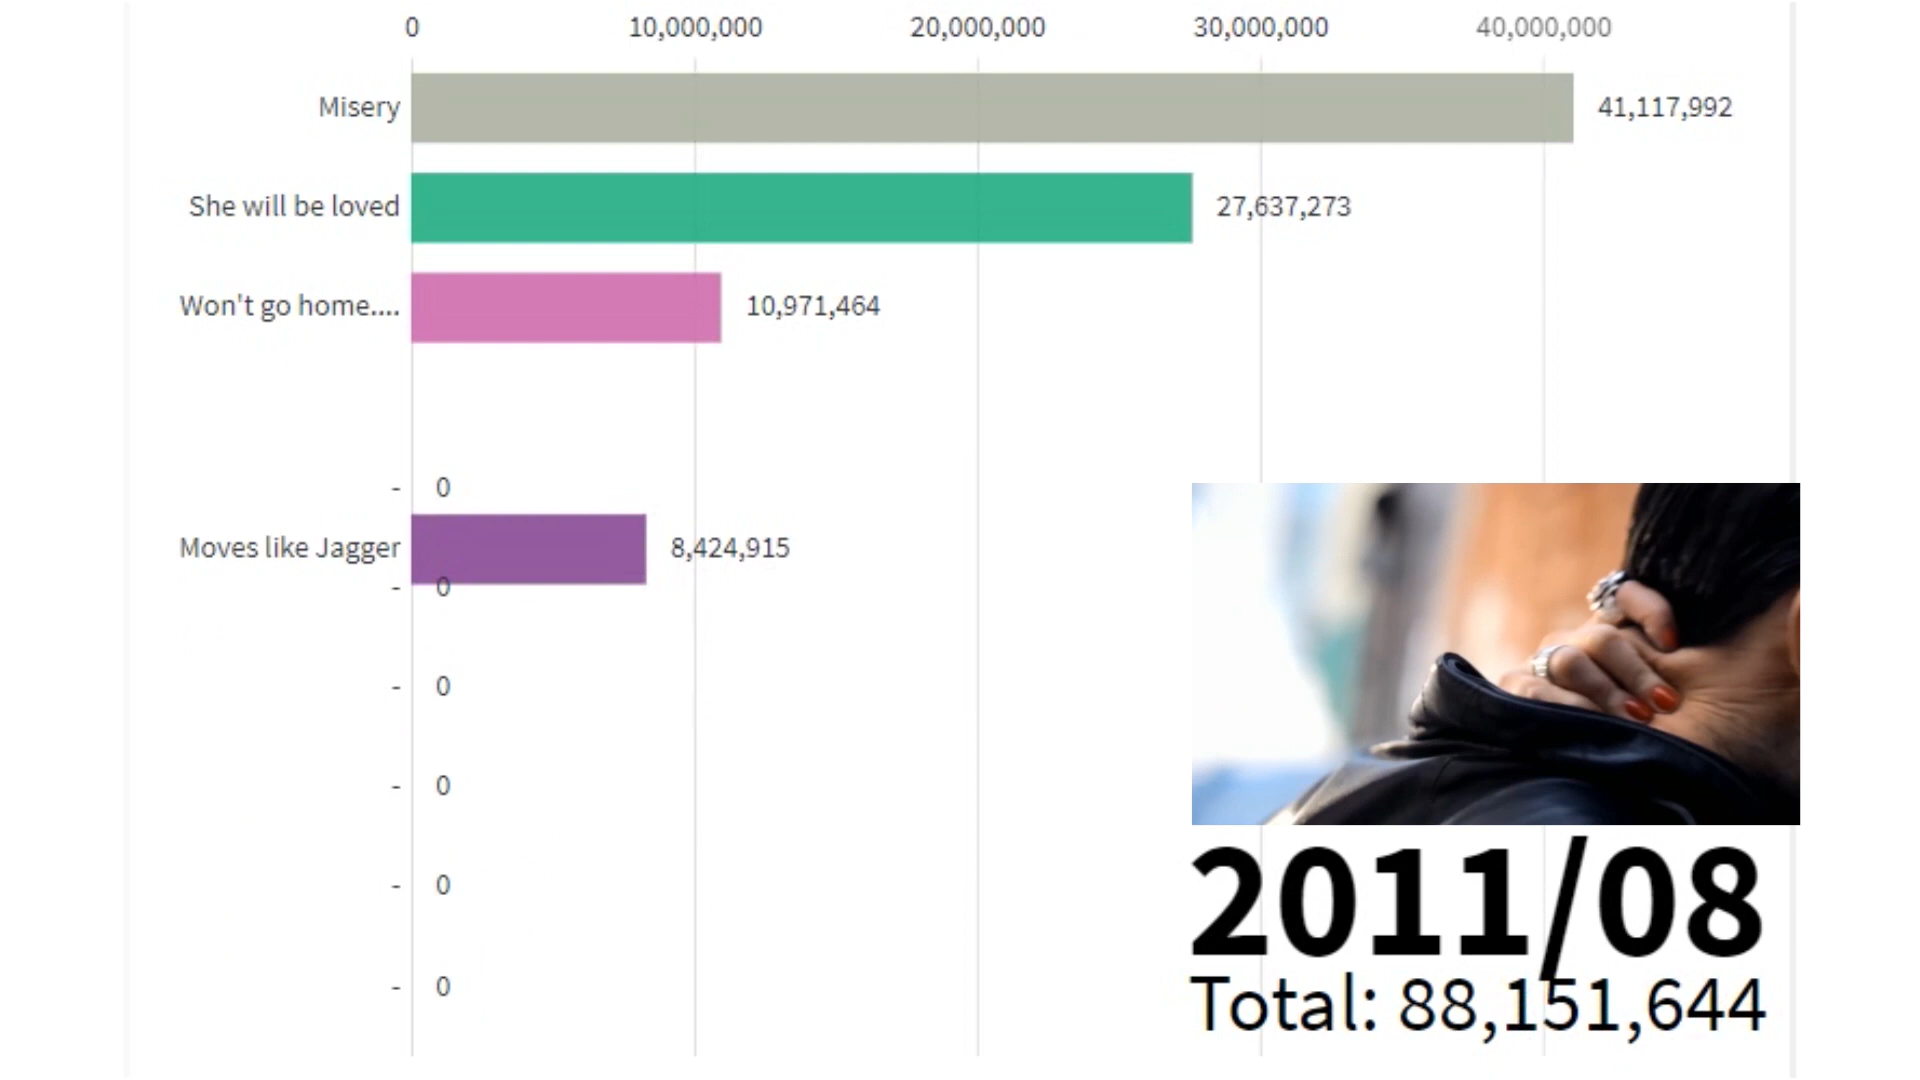 0 10,000,000 20,000,000 30,000,000 40,000,000
Misery 41,117,992
She will be loved 27,637,273
Won't go home.... 10,971,464
- 0
Moves like Jagger 8,424,915
- 0
- 0
- 0
- 0
- 0
2011/08
Total: 88,151,644